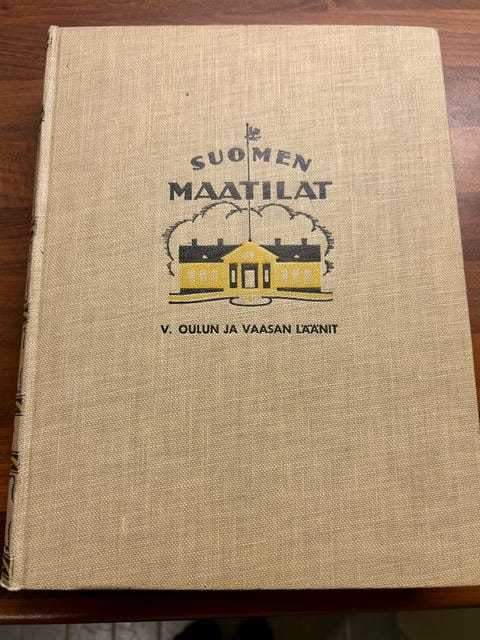 SUOMEN
MAATILAT
V. OULUN JA VAASAN LÄÄNIT